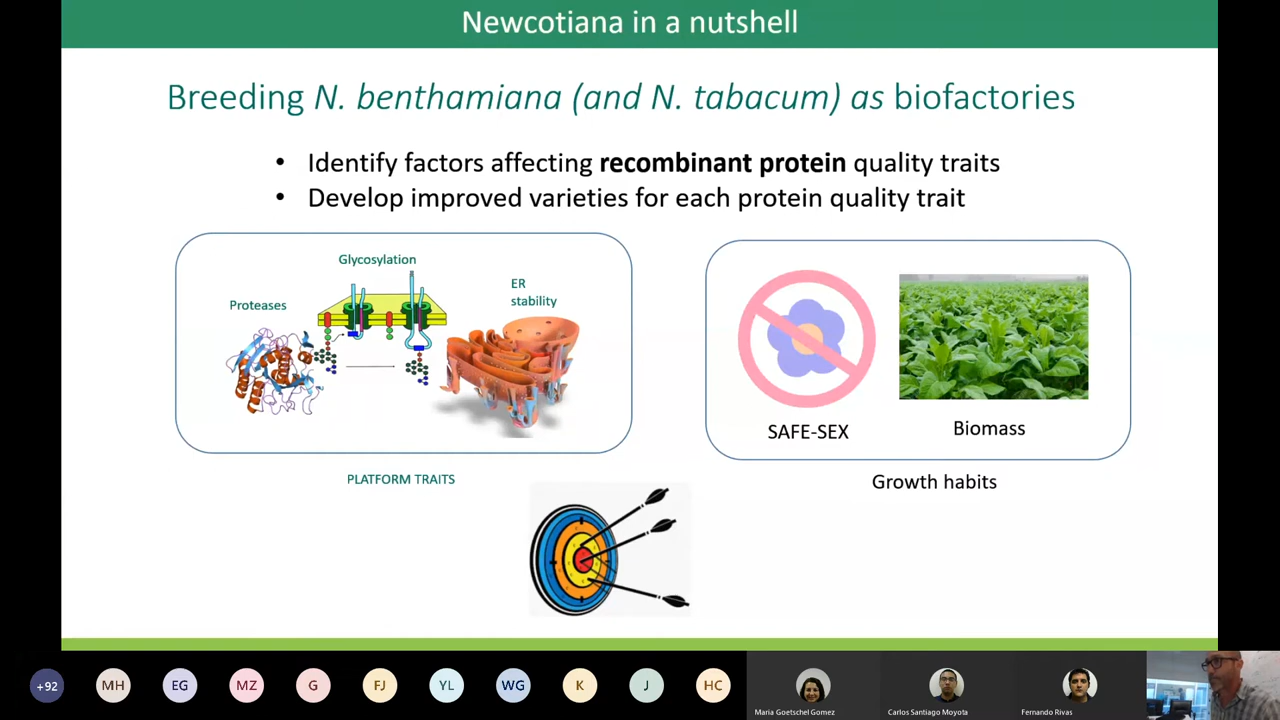 Newcotiana in a nutshell
Breeding N. benthamiana (and N. tabacum) as biofactories
• Identify factors affecting recombinant protein quality traits
• Develop improved varieties for each protein quality trait
Glycosylation
Proteases
ER
stability
PLATFORM TRAITS
SAFE-SEX
Biomass
Growth habits
+92
MH
EG
MZ
G
FJ
YL
WG
K
J
HC
Maria Goetschel Gomez
Carlos Santiago Moyota
Fernando Rivas